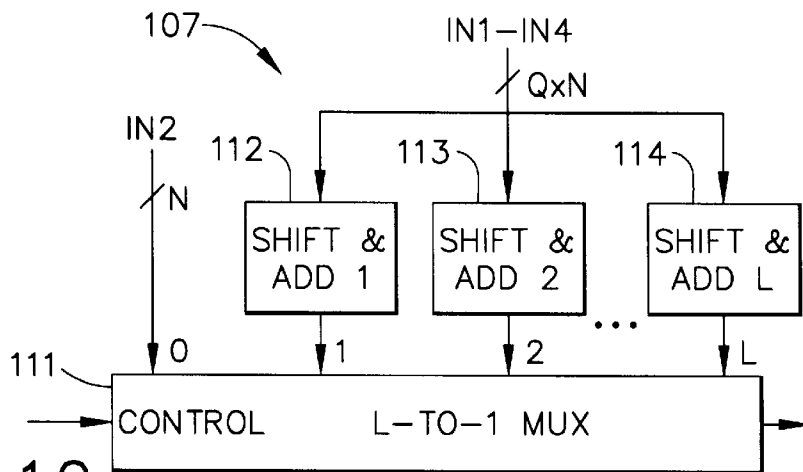 107
IN1-IN4
QxN
IN2
N
112
113
114
SHIFT &
ADD 1
SHIFT &
ADD 2
SHIFT &
ADD L
...
111
0
1
2
L
CONTROL
L-TO-1 MUX